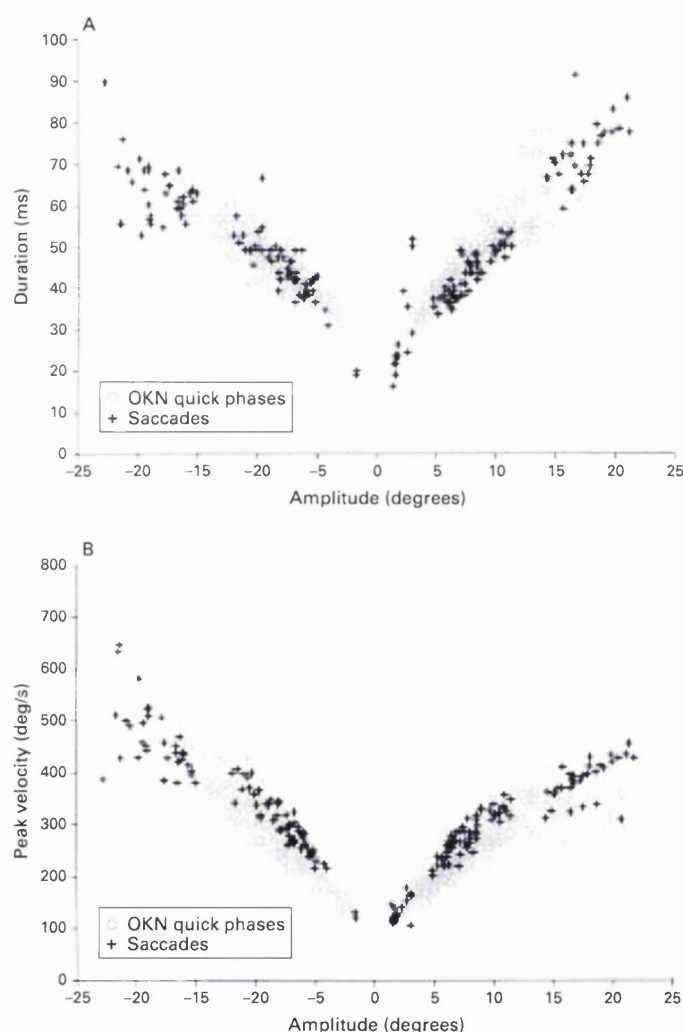 A
100
90
80
70
60
50
40
30
20
10
0
Duration (ms)
OKN quick phases
+ Saccades
−25 −20 −15 −20 −5 0 5 10 15 20 25
Amplitude (degrees)
B
800
700
600
500
400
300
200
100
0
Peak velocity (deg/s)
OKN quick phases
+ Saccades
−25 −20 −15 −20 −5 0 5 10 15 20 25
Amplitude (degrees)